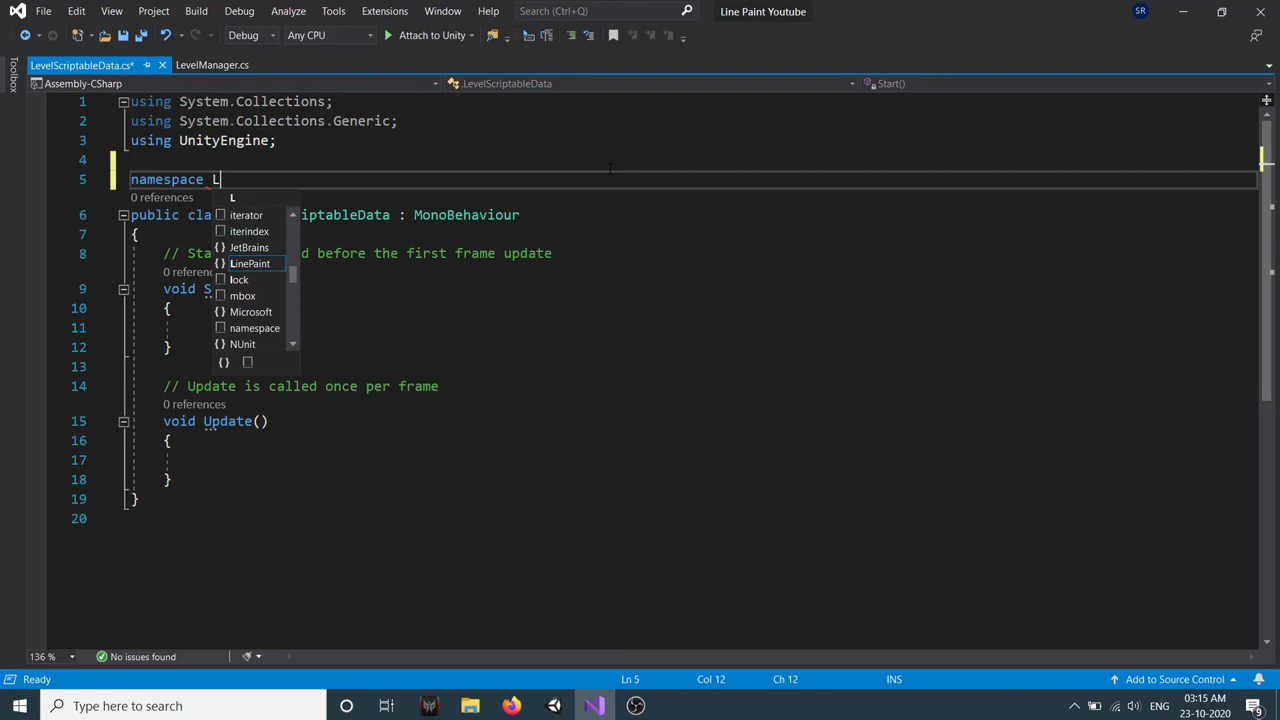 File Edit View Project Build Debug Analyze Tools Extensions Window Help Search (Ctrl+Q) Line Paint Youtube SR
Debug Any CPU Attach to Unity
LevelScriptableData.cs* LevelManager.cs
Assembly-CSharp .LevelScriptableData Start()
Toolbox
1 using System.Collections;
2 using System.Collections.Generic;
3 using UnityEngine;
4
5 namespace L
0 references L
iterator
6 public cla riptableData : MonoBehaviour
iterindex
7 {
JetBrains
8 // Sta d before the first frame update
LinePaint
0 referenc
lock
9 void S
mbox
10 {
Microsoft
11
namespace
12 }
NUnit
{}
13
14 // Update is called once per frame
0 references
15 void Update()
16 {
17
18 }
19 }
20
136 % No issues found
Ready Ln 5 Col 12 Ch 12 INS Add to Source Control
Type here to search ENG 03:15 AM
23-10-2020 9